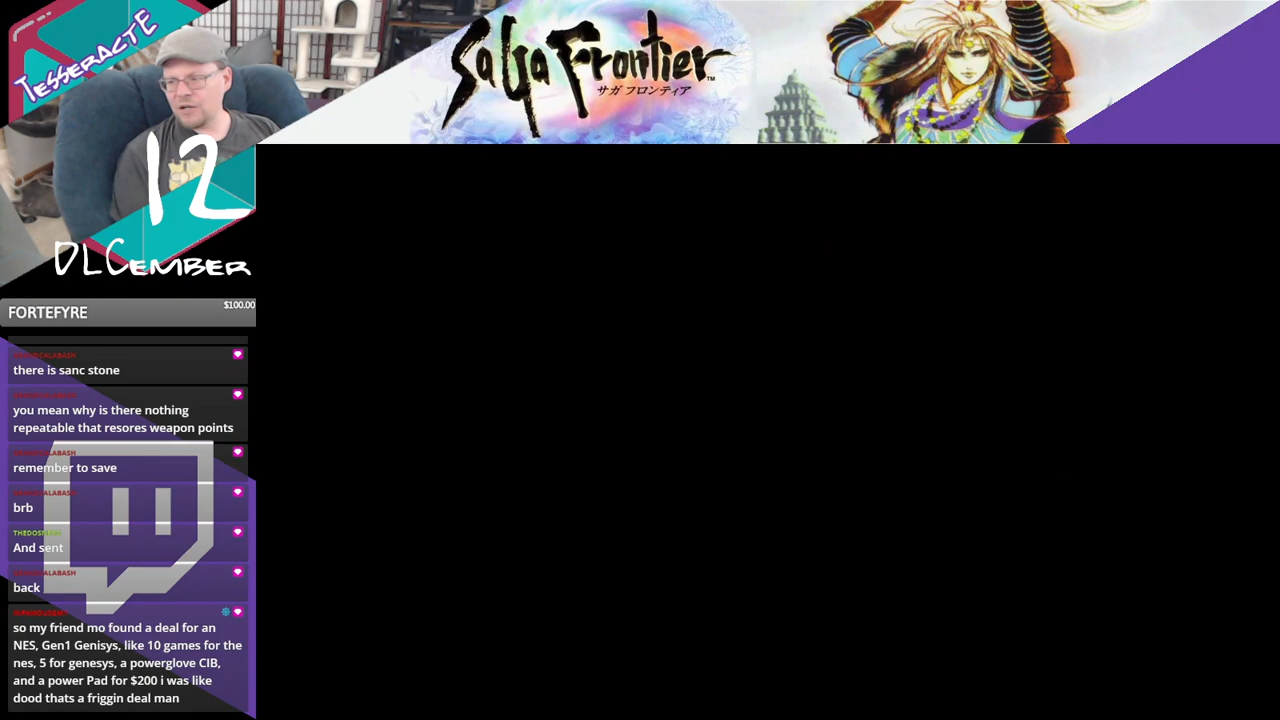 TESSERACTE
SaGa Frontier™
サガ フロンティア
12
DLCEMBER
FORTEFYRE
$100.00
there is sanc stone
you mean why is there nothing
repeatable that resores weapon points
remember to save
brb
And sent
back
so my friend mo found a deal for an
NES, Gen1 Genisys, like 10 games for the
nes, 5 for genesys, a powerglove CIB,
and a power Pad for $200 i was like
dood thats a friggin deal man